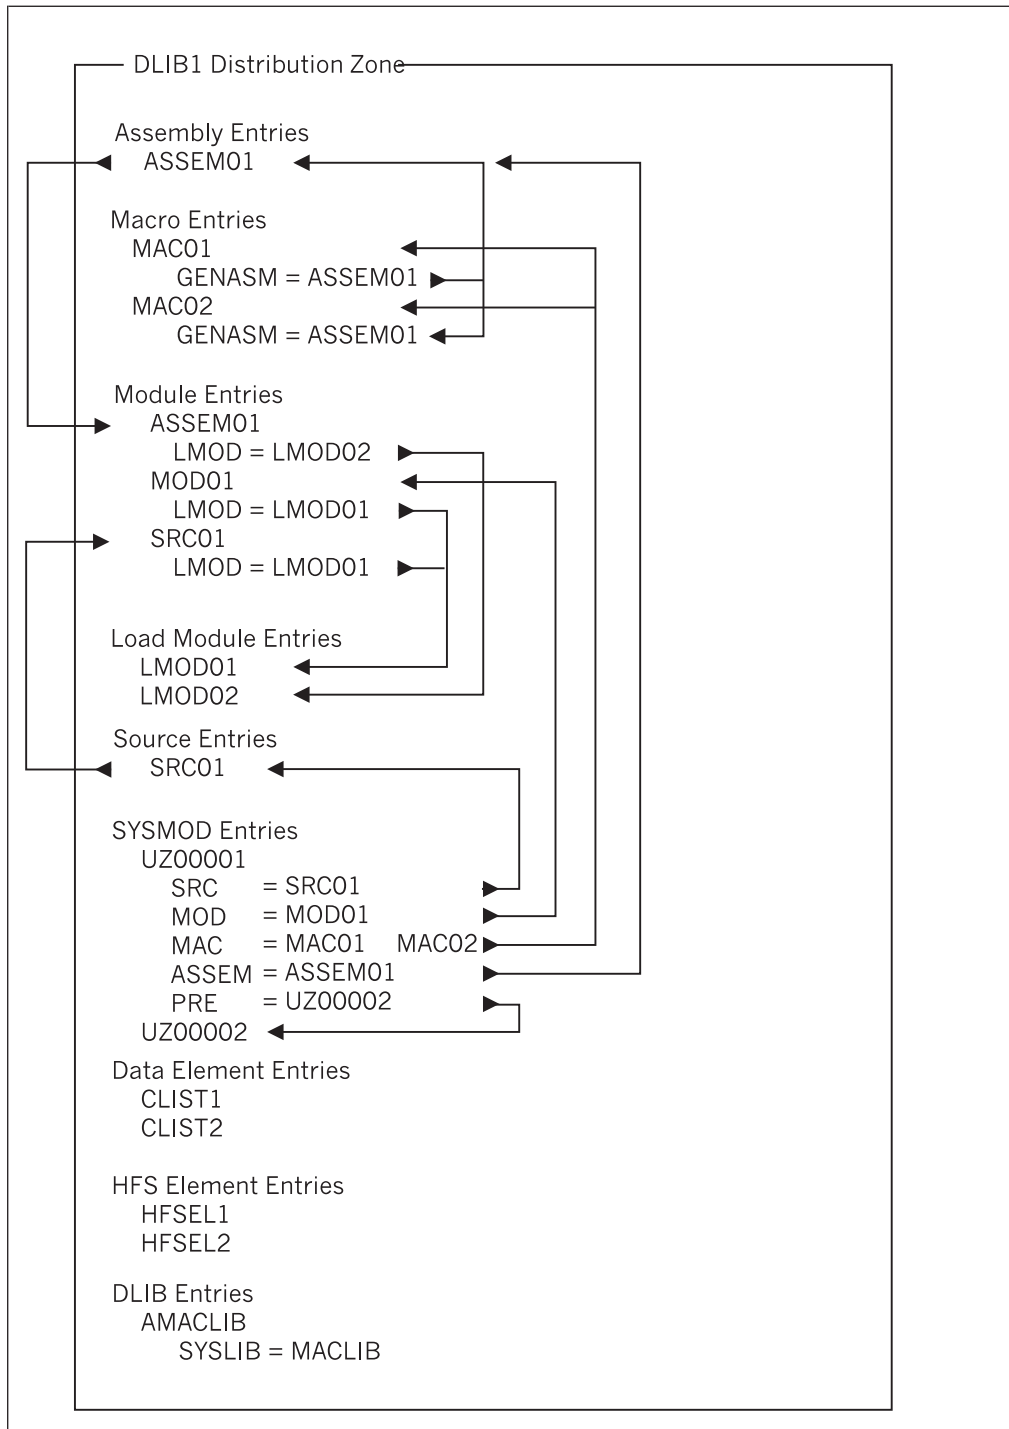 DLIB1 Distribution Zone
Assembly Entries
ASSEM01
Macro Entries
MAC01
GENASM = ASSEM01
MAC02
GENASM = ASSEM01
Module Entries
ASSEM01
LMOD = LMOD02
MOD01
LMOD = LMOD01
SRC01
LMOD = LMOD01
Load Module Entries
LMOD01
LMOD02
Source Entries
SRC01
SYSMOD Entries
UZ00001
SRC = SRC01
MOD = MOD01
MAC = MAC01 MAC02
ASSEM = ASSEM01
PRE = UZ00002
UZ00002
Data Element Entries
CLIST1
CLIST2
HFS Element Entries
HFSEL1
HFSEL2
DLIB Entries
AMACLIB
SYSLIB = MACLIB